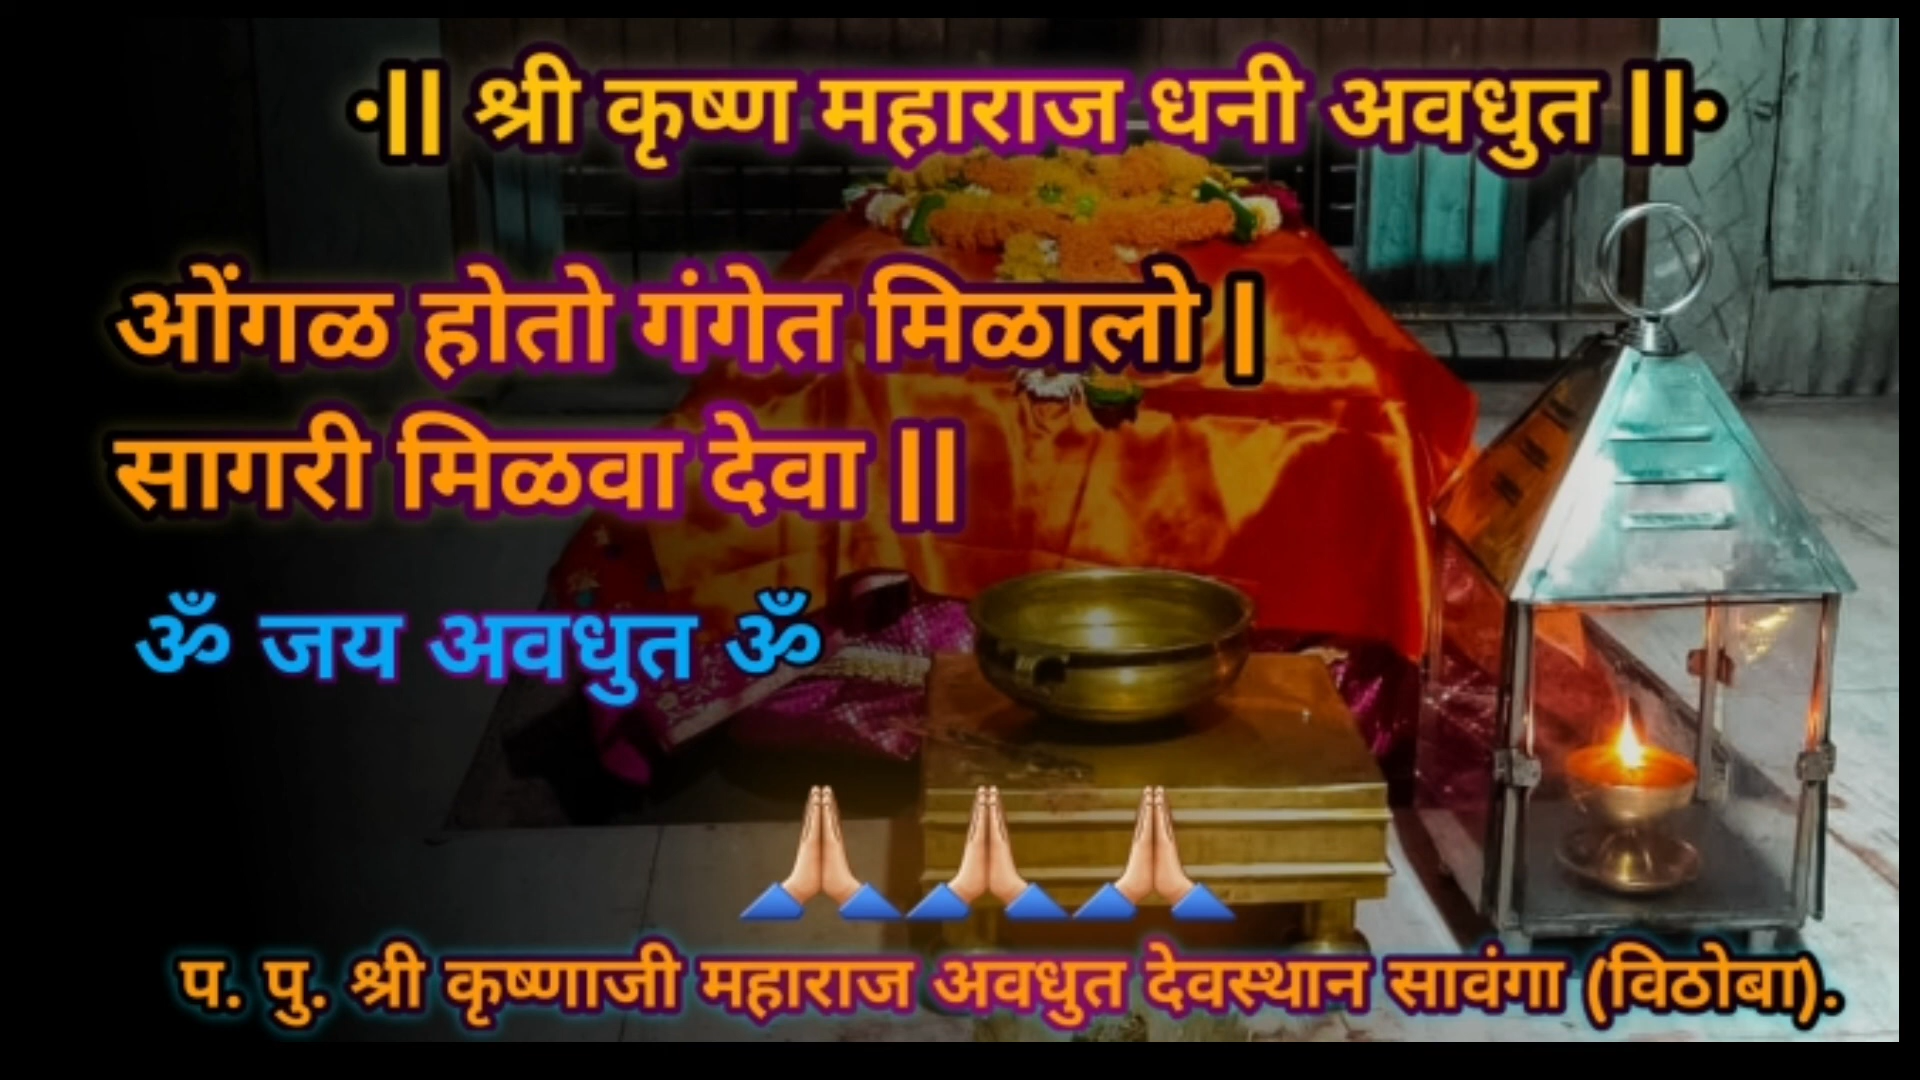 ·|| श्री कृष्ण महाराज धनी अवधुत ||·
ओंगळ होतो गंगेत मिळालो |
सागरी मिळवा देवा ||
ॐ जय अवधुत ॐ
प. पु. श्री कृष्णाजी महाराज अवधुत देवस्थान सावंगा (विठोबा).